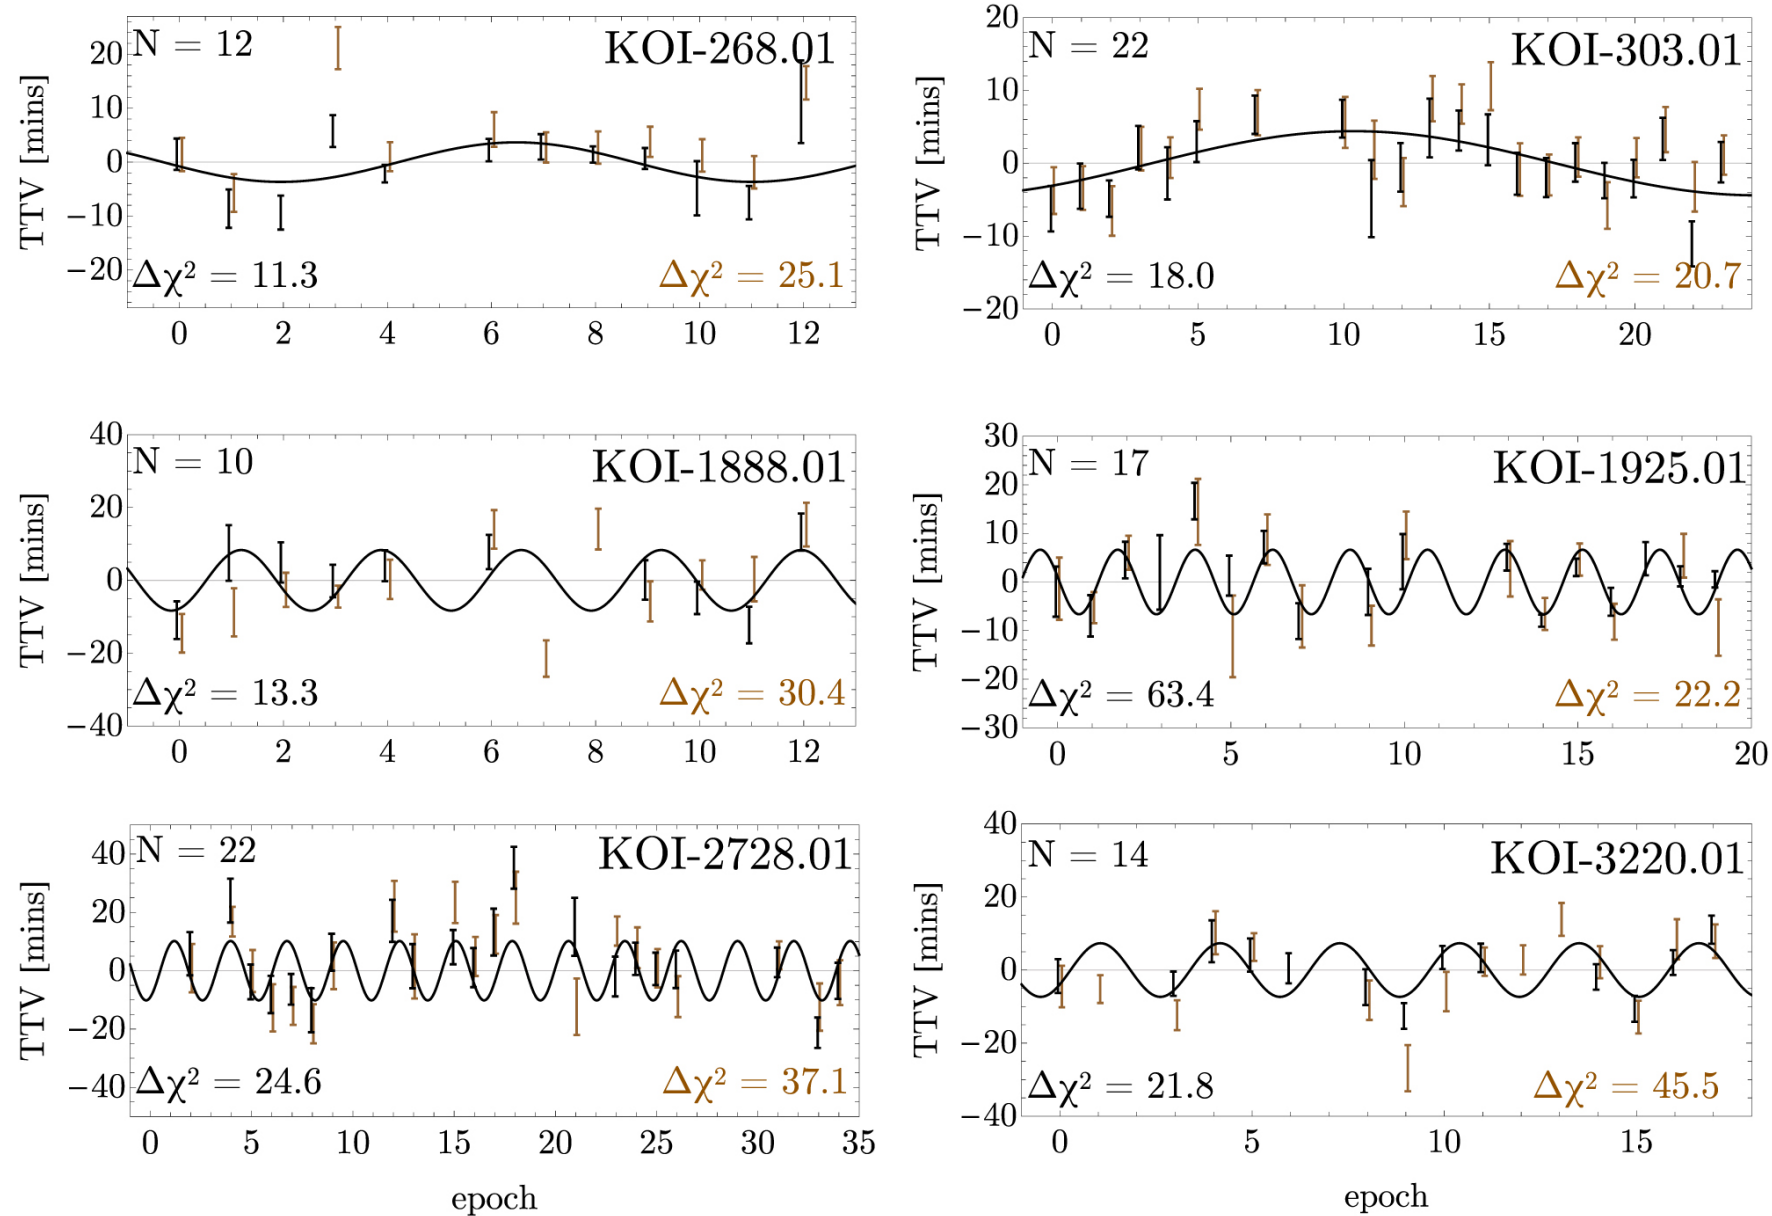 N = 12
KOI-268.01
TTV [mins]
20
10
0
−10
−20
Δχ² = 11.3
Δχ² = 25.1
0 2 4 6 8 10 12
N = 22
KOI-303.01
TTV [mins]
20
10
0
−10
−20
Δχ² = 18.0
Δχ² = 20.7
0 5 10 15 20
N = 10
KOI-1888.01
TTV [mins]
40
20
0
−20
−40
Δχ² = 13.3
Δχ² = 30.4
0 2 4 6 8 10 12
N = 17
KOI-1925.01
TTV [mins]
30
20
10
0
−10
−20
−30
Δχ² = 63.4
Δχ² = 22.2
0 5 10 15 20
N = 22
KOI-2728.01
TTV [mins]
40
20
0
−20
−40
Δχ² = 24.6
Δχ² = 37.1
0 5 10 15 20 25 30 35
epoch
N = 14
KOI-3220.01
TTV [mins]
40
20
0
−20
−40
Δχ² = 21.8
Δχ² = 45.5
0 5 10 15
epoch